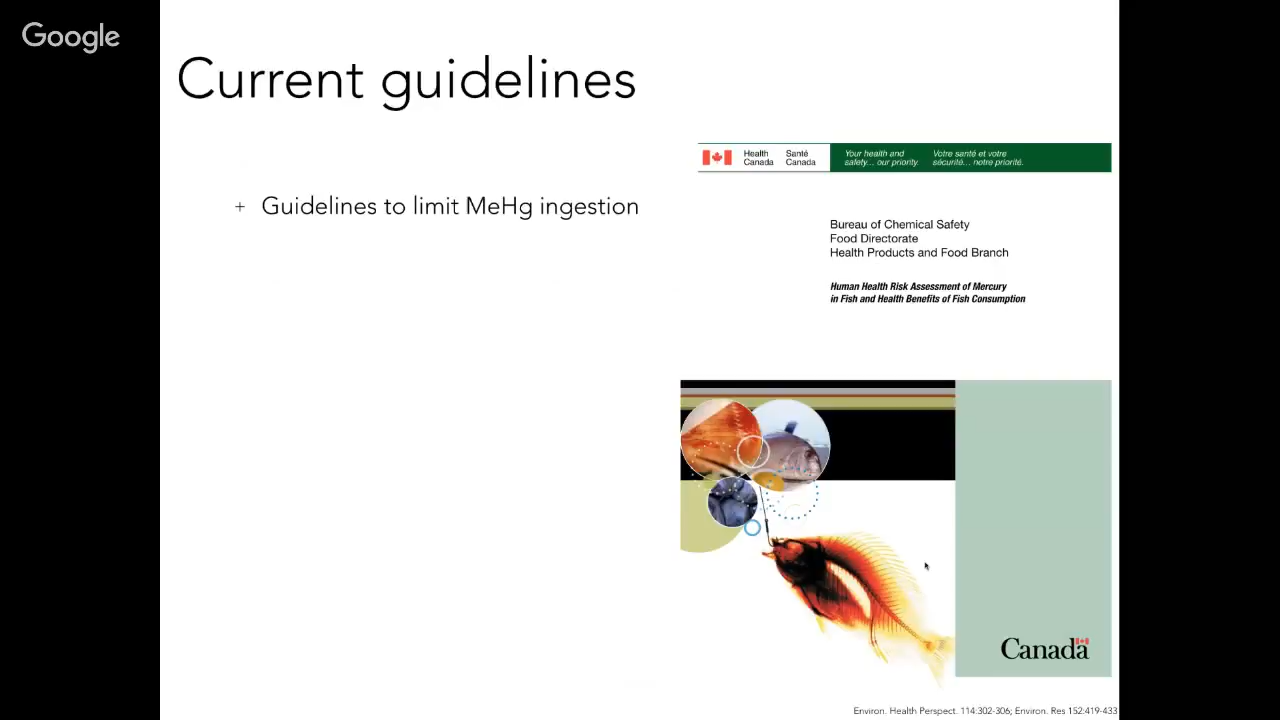 Google
Current guidelines
+ Guidelines to limit MeHg ingestion
Health Canada
Santé Canada
Your health and safety... our priority.
Votre santé et votre sécurité... notre priorité.
Bureau of Chemical Safety
Food Directorate
Health Products and Food Branch
Human Health Risk Assessment of Mercury
in Fish and Health Benefits of Fish Consumption
Canada
Environ. Health Perspect. 114:302-306; Environ. Res 152:419-433